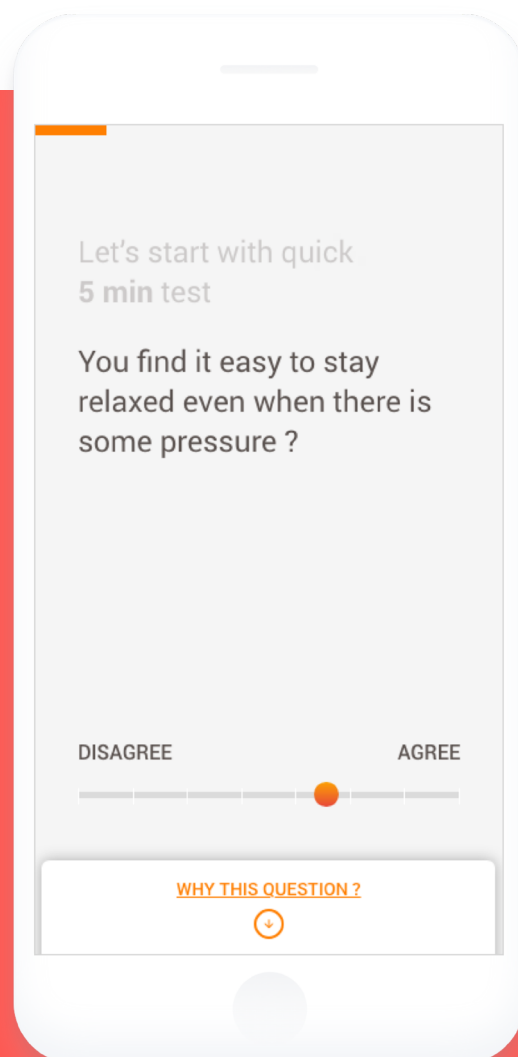 Let's start with quick
5 min test
You find it easy to stay
relaxed even when there is
some pressure ?
DISAGREE AGREE
WHY THIS QUESTION ?